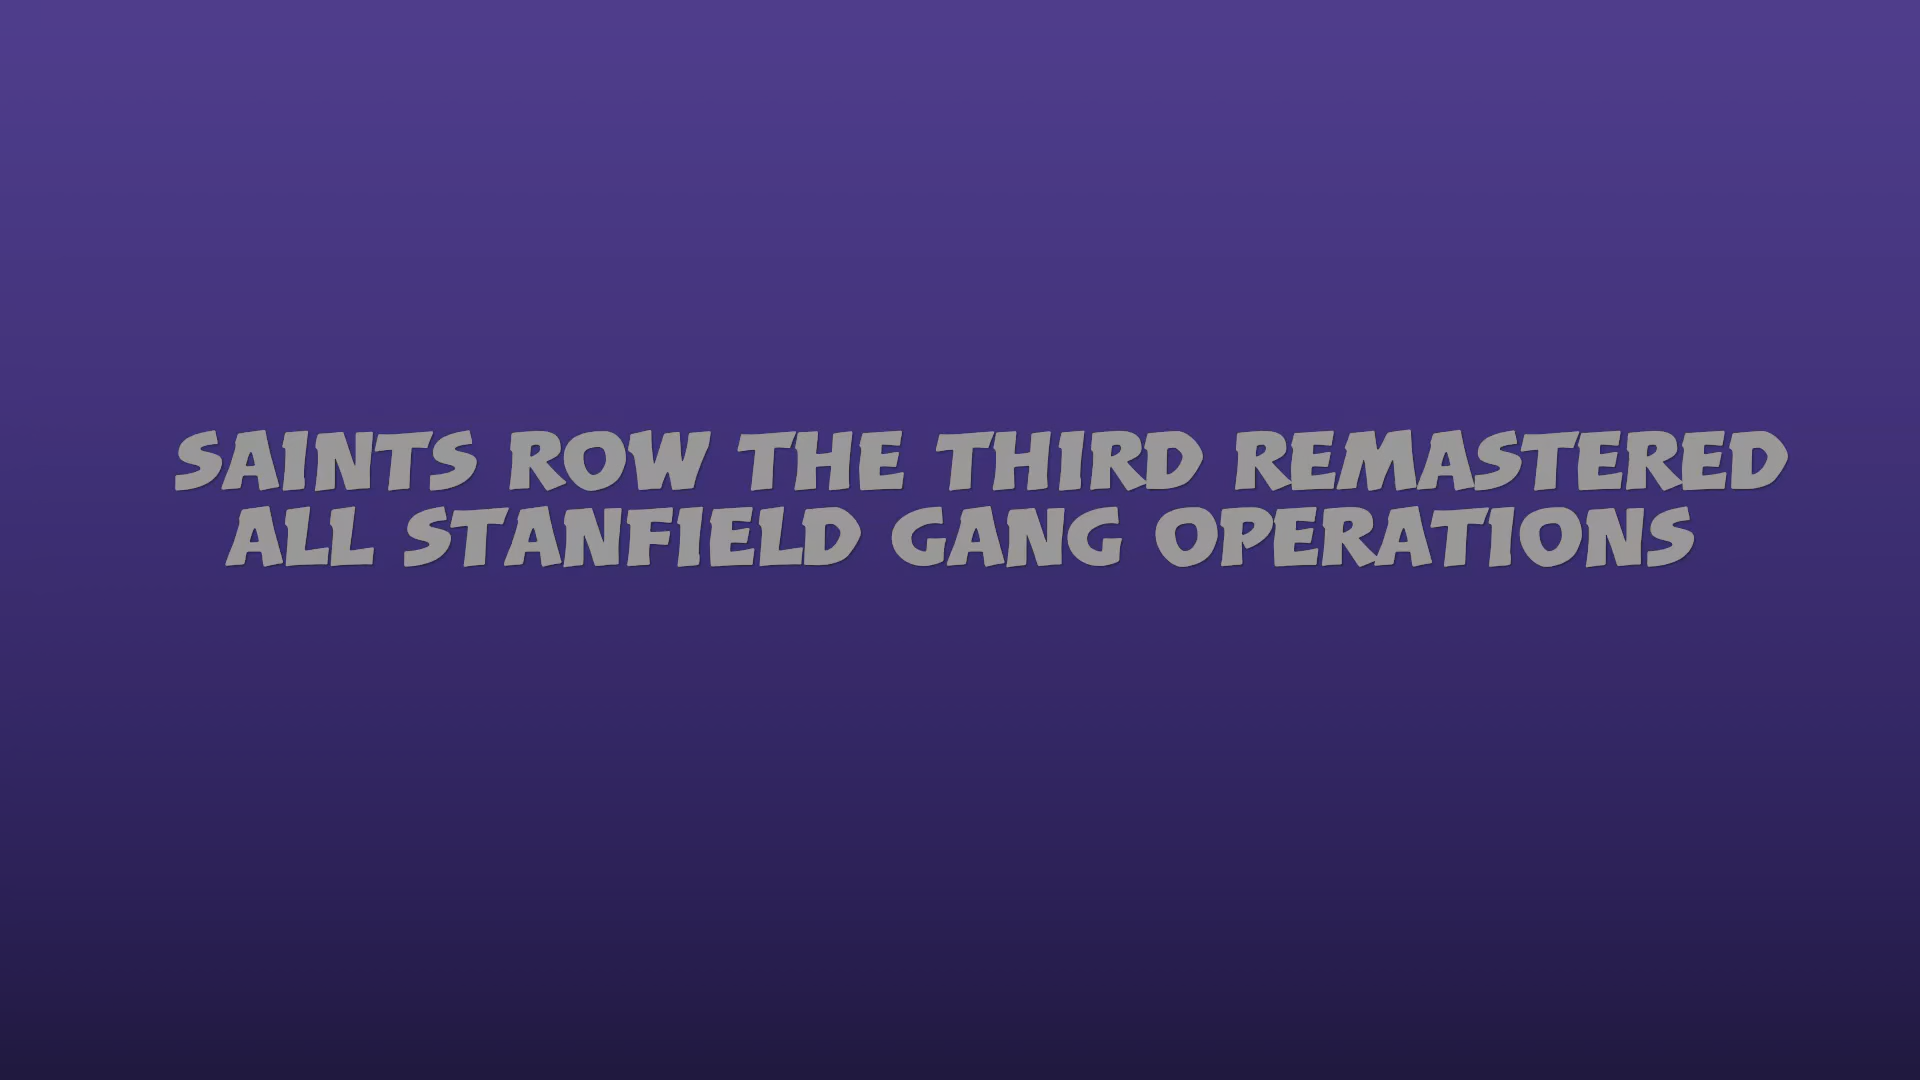 SAINTS ROW THE THIRD REMASTERED
ALL STANFIELD GANG OPERATIONS